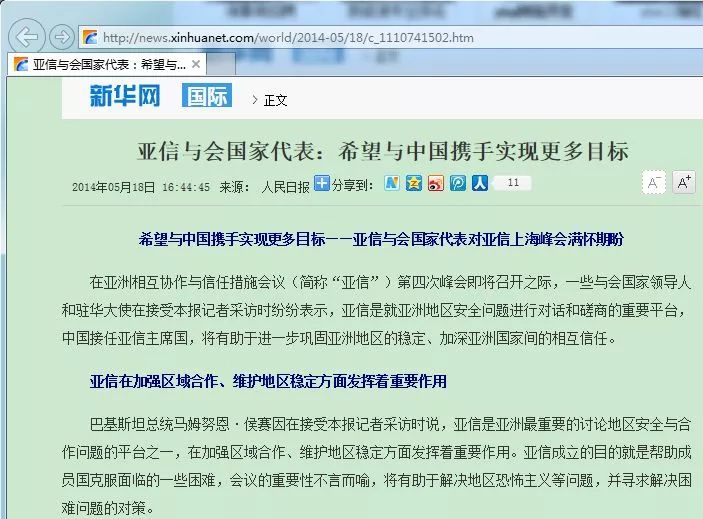 http://news.xinhuanet.com/world/2014-05/18/c_1110741502.htm
亚信与会国家代表：希望与...
新华网 国际 > 正文
亚信与会国家代表：希望与中国携手实现更多目标
2014年05月18日 16:44:45 来源： 人民日报 分享到： 11 A- A+
希望与中国携手实现更多目标——亚信与会国家代表对亚信上海峰会满怀期盼
在亚洲相互协作与信任措施会议（简称“亚信”）第四次峰会即将召开之际，一些与会国家领导人
和驻华大使在接受本报记者采访时纷纷表示，亚信是就亚洲地区安全问题进行对话和磋商的重要平台，
中国接任亚信主席国，将有助于进一步巩固亚洲地区的稳定、加深亚洲国家间的相互信任。
亚信在加强区域合作、维护地区稳定方面发挥着重要作用
巴基斯坦总统马姆努恩·侯赛因在接受本报记者采访时说，亚信是亚洲最重要的讨论地区安全与合
作问题的平台之一，在加强区域合作、维护地区稳定方面发挥着重要作用。亚信成立的目的就是帮助成
员国克服面临的一些困难，会议的重要性不言而喻，将有助于解决地区恐怖主义等问题，并寻求解决困
难问题的对策。